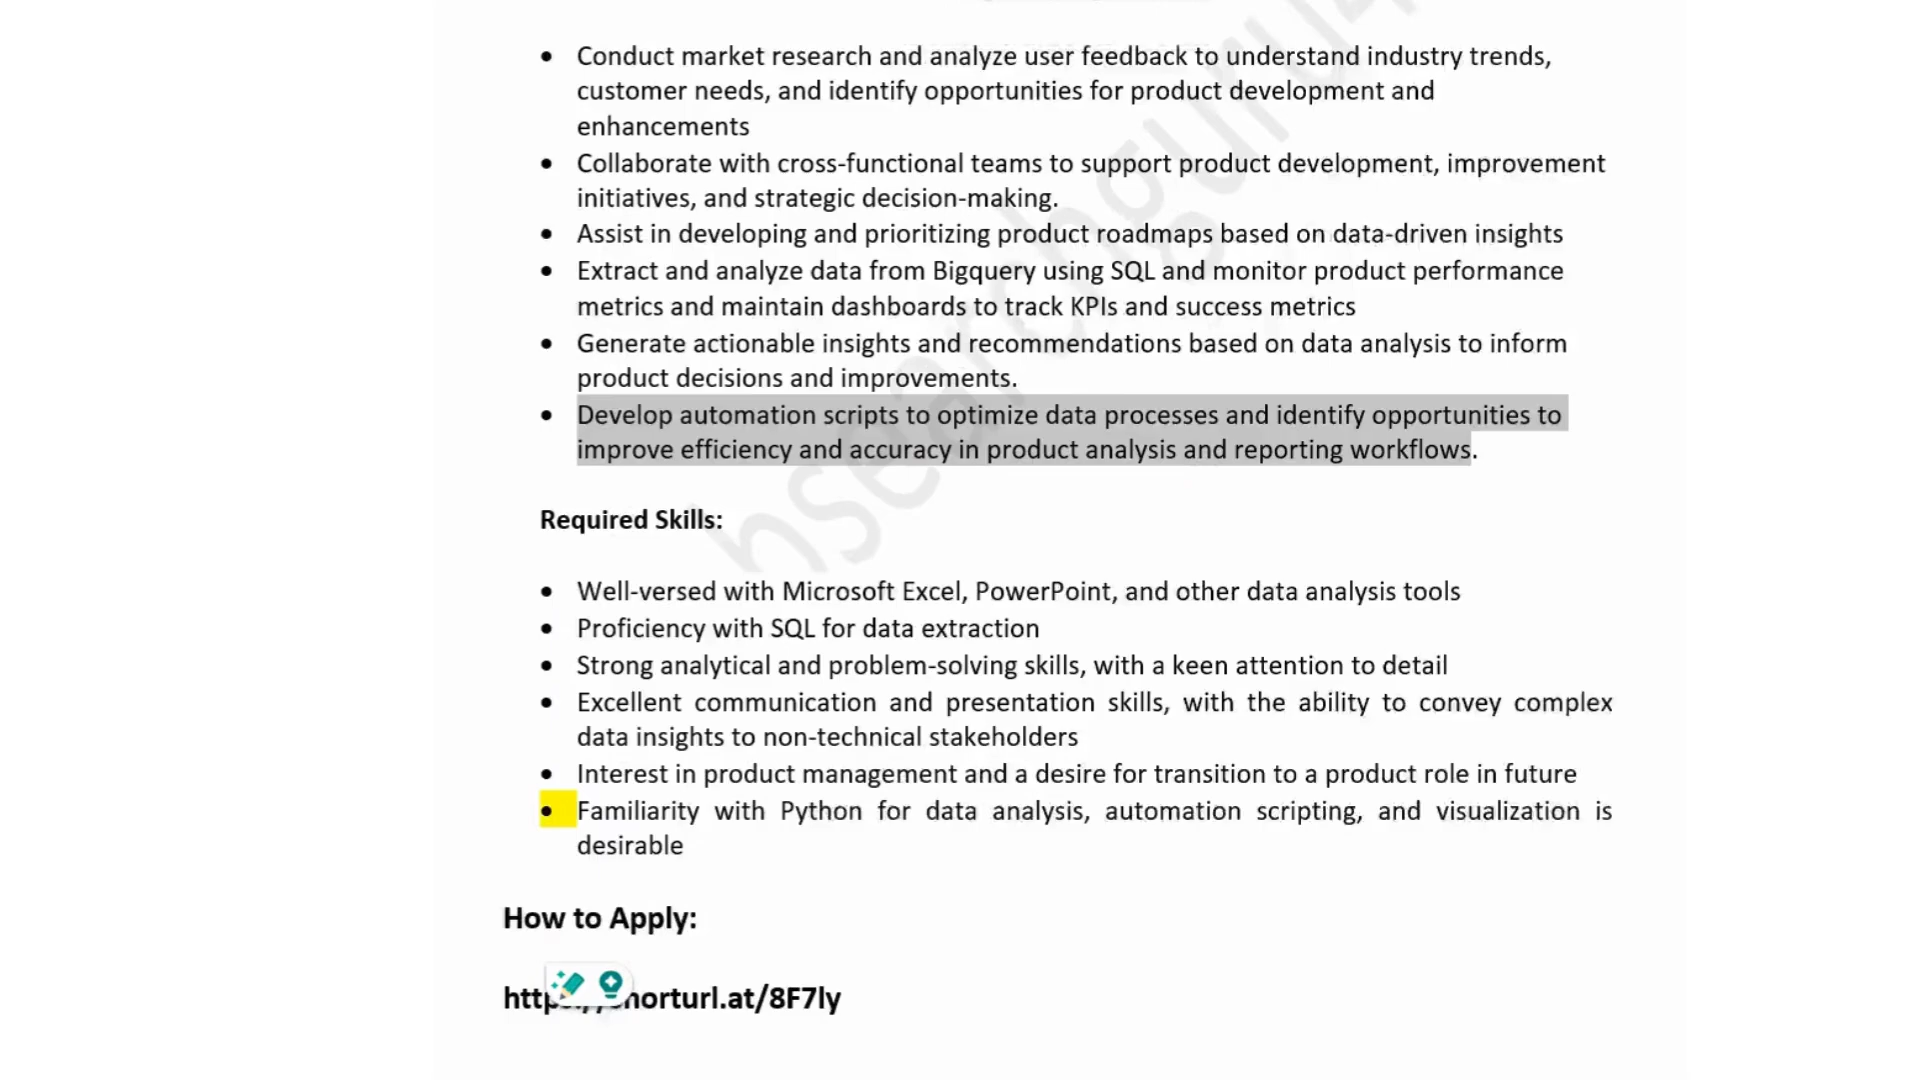 • Conduct market research and analyze user feedback to understand industry trends,
customer needs, and identify opportunities for product development and
enhancements
• Collaborate with cross-functional teams to support product development, improvement
initiatives, and strategic decision-making.
• Assist in developing and prioritizing product roadmaps based on data-driven insights
• Extract and analyze data from Bigquery using SQL and monitor product performance
metrics and maintain dashboards to track KPIs and success metrics
• Generate actionable insights and recommendations based on data analysis to inform
product decisions and improvements.
• Develop automation scripts to optimize data processes and identify opportunities to
improve efficiency and accuracy in product analysis and reporting workflows.
Required Skills:
• Well-versed with Microsoft Excel, PowerPoint, and other data analysis tools
• Proficiency with SQL for data extraction
• Strong analytical and problem-solving skills, with a keen attention to detail
• Excellent communication and presentation skills, with the ability to convey complex
data insights to non-technical stakeholders
• Interest in product management and a desire for transition to a product role in future
• Familiarity with Python for data analysis, automation scripting, and visualization is
desirable
How to Apply:
https://shorturl.at/8F7ly